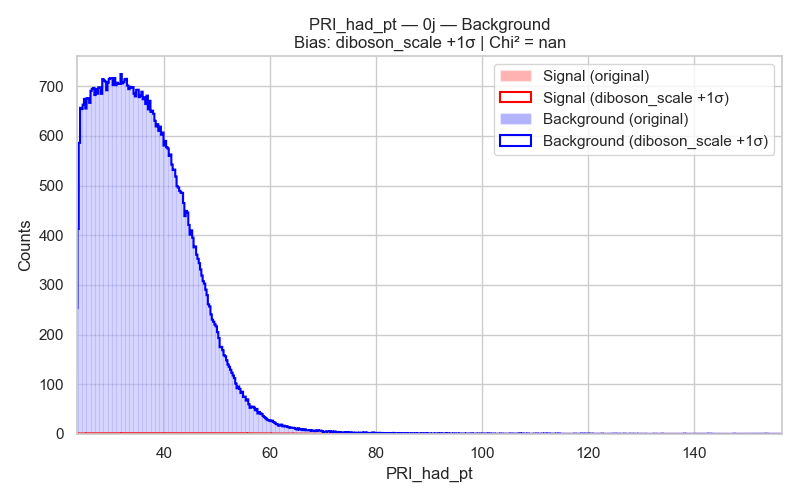 PRI_had_pt — 0j — Background
Bias: diboson_scale +1σ | Chi² = nan
Signal (original)
Signal (diboson_scale +1σ)
Background (original)
Background (diboson_scale +1σ)
Counts
700
600
500
400
300
200
100
0
40
60
80
100
120
140
PRI_had_pt